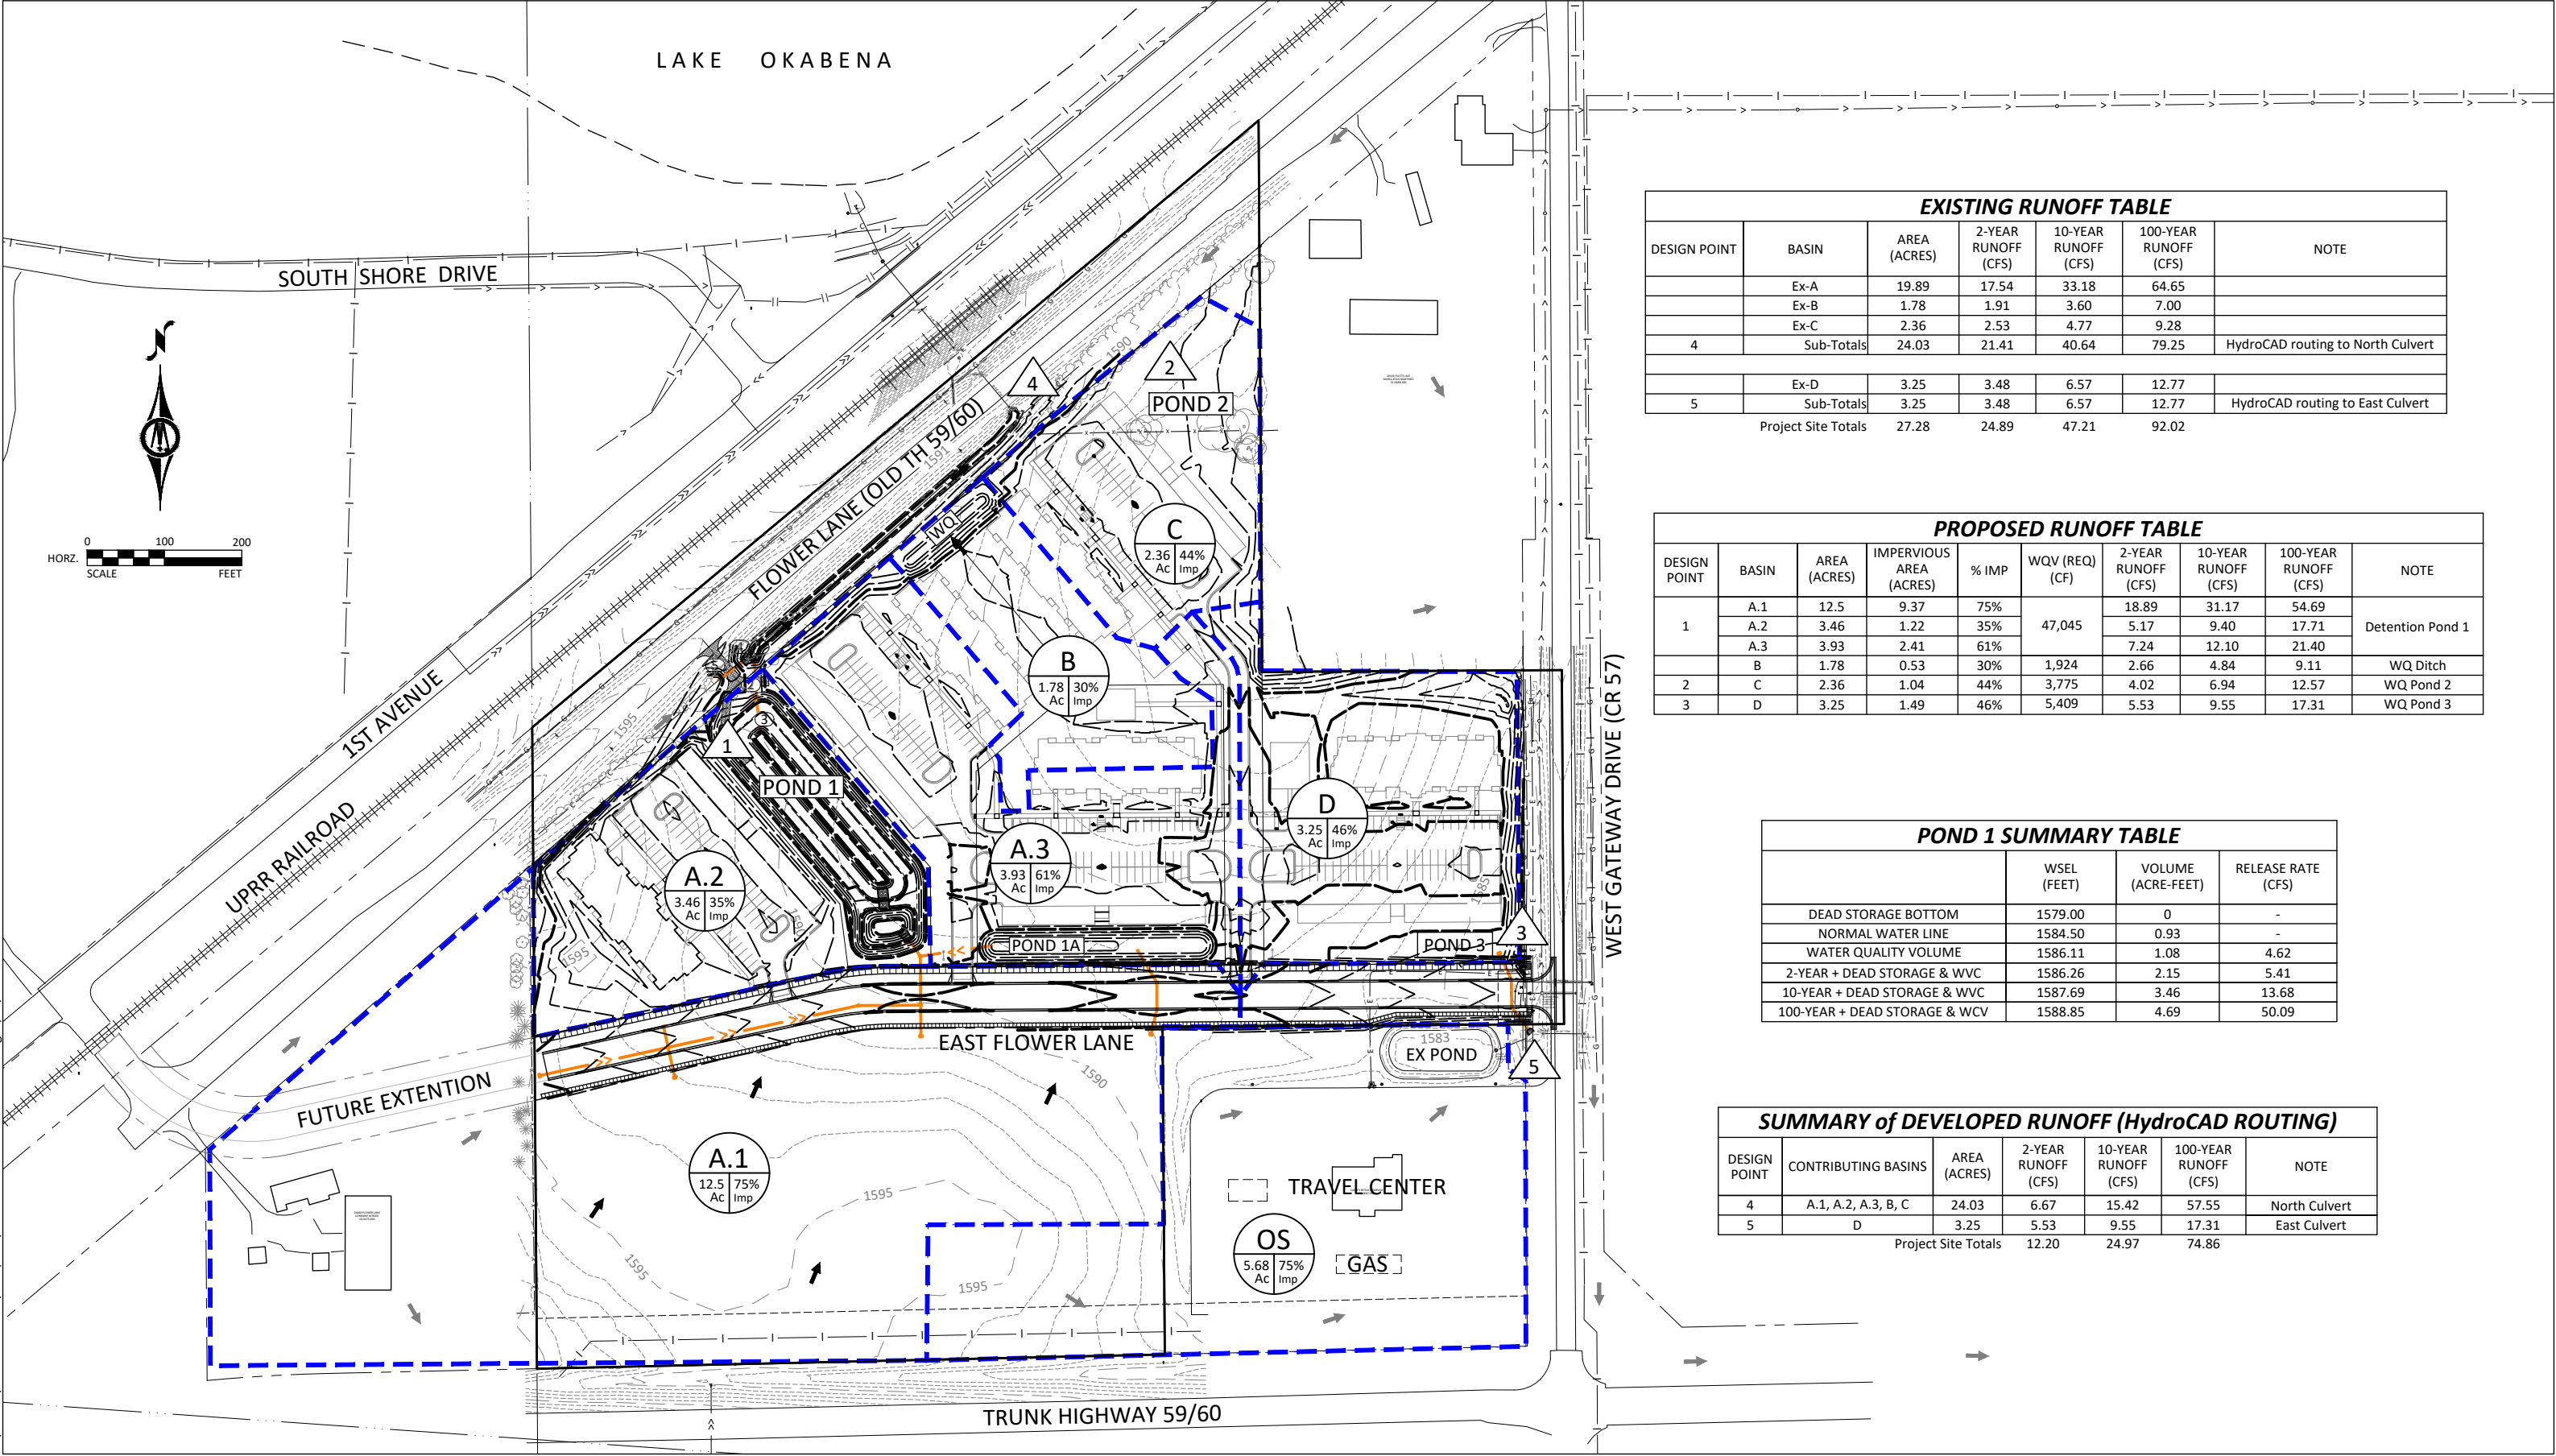 LAKE OKABENA
SOUTH SHORE DRIVE
N
HORZ.
0 100 200
SCALE FEET
1ST AVENUE
UPRR RAILROAD
FLOWER LANE (OLD TH 59/60)
1590
1591
1595
4
2
POND 2
WQ
C
2.36 Ac 44% Imp
B
1.78 Ac 30% Imp
3
1
POND 1
A.2
3.46 Ac 35% Imp
A.3
3.93 Ac 61% Imp
D
3.25 Ac 46% Imp
1585
1595
POND 1A
POND 3
3
WEST GATEWAY DRIVE (CR 57)
EAST FLOWER LANE
1583
EX POND
5
FUTURE EXTENTION
1590
A.1
12.5 Ac 75% Imp
1595
1595
1595
TRAVEL CENTER
OS
5.68 Ac 75% Imp
GAS
TRUNK HIGHWAY 59/60
EXISTING RUNOFF TABLE
DESIGN POINT BASIN AREA (ACRES) 2-YEAR RUNOFF (CFS) 10-YEAR RUNOFF (CFS) 100-YEAR RUNOFF (CFS) NOTE
Ex-A 19.89 17.54 33.18 64.65
Ex-B 1.78 1.91 3.60 7.00
Ex-C 2.36 2.53 4.77 9.28
4 Sub-Totals 24.03 21.41 40.64 79.25 HydroCAD routing to North Culvert
Ex-D 3.25 3.48 6.57 12.77
5 Sub-Totals 3.25 3.48 6.57 12.77 HydroCAD routing to East Culvert
Project Site Totals 27.28 24.89 47.21 92.02
PROPOSED RUNOFF TABLE
DESIGN POINT BASIN AREA (ACRES) IMPERVIOUS AREA (ACRES) % IMP WQV (REQ) (CF) 2-YEAR RUNOFF (CFS) 10-YEAR RUNOFF (CFS) 100-YEAR RUNOFF (CFS) NOTE
A.1 12.5 9.37 75% 18.89 31.17 54.69
1 A.2 3.46 1.22 35% 47,045 5.17 9.40 17.71 Detention Pond 1
A.3 3.93 2.41 61% 7.24 12.10 21.40
B 1.78 0.53 30% 1,924 2.66 4.84 9.11 WQ Ditch
2 C 2.36 1.04 44% 3,775 4.02 6.94 12.57 WQ Pond 2
3 D 3.25 1.49 46% 5,409 5.53 9.55 17.31 WQ Pond 3
POND 1 SUMMARY TABLE
WSEL (FEET) VOLUME (ACRE-FEET) RELEASE RATE (CFS)
DEAD STORAGE BOTTOM 1579.00 0 -
NORMAL WATER LINE 1584.50 0.93 -
WATER QUALITY VOLUME 1586.11 1.08 4.62
2-YEAR + DEAD STORAGE & WVC 1586.26 2.15 5.41
10-YEAR + DEAD STORAGE & WVC 1587.69 3.46 13.68
100-YEAR + DEAD STORAGE & WCV 1588.85 4.69 50.09
SUMMARY of DEVELOPED RUNOFF (HydroCAD ROUTING)
DESIGN POINT CONTRIBUTING BASINS AREA (ACRES) 2-YEAR RUNOFF (CFS) 10-YEAR RUNOFF (CFS) 100-YEAR RUNOFF (CFS) NOTE
4 A.1, A.2, A.3, B, C 24.03 6.67 15.42 57.55 North Culvert
5 D 3.25 5.53 9.55 17.31 East Culvert
Project Site Totals 12.20 24.97 74.86